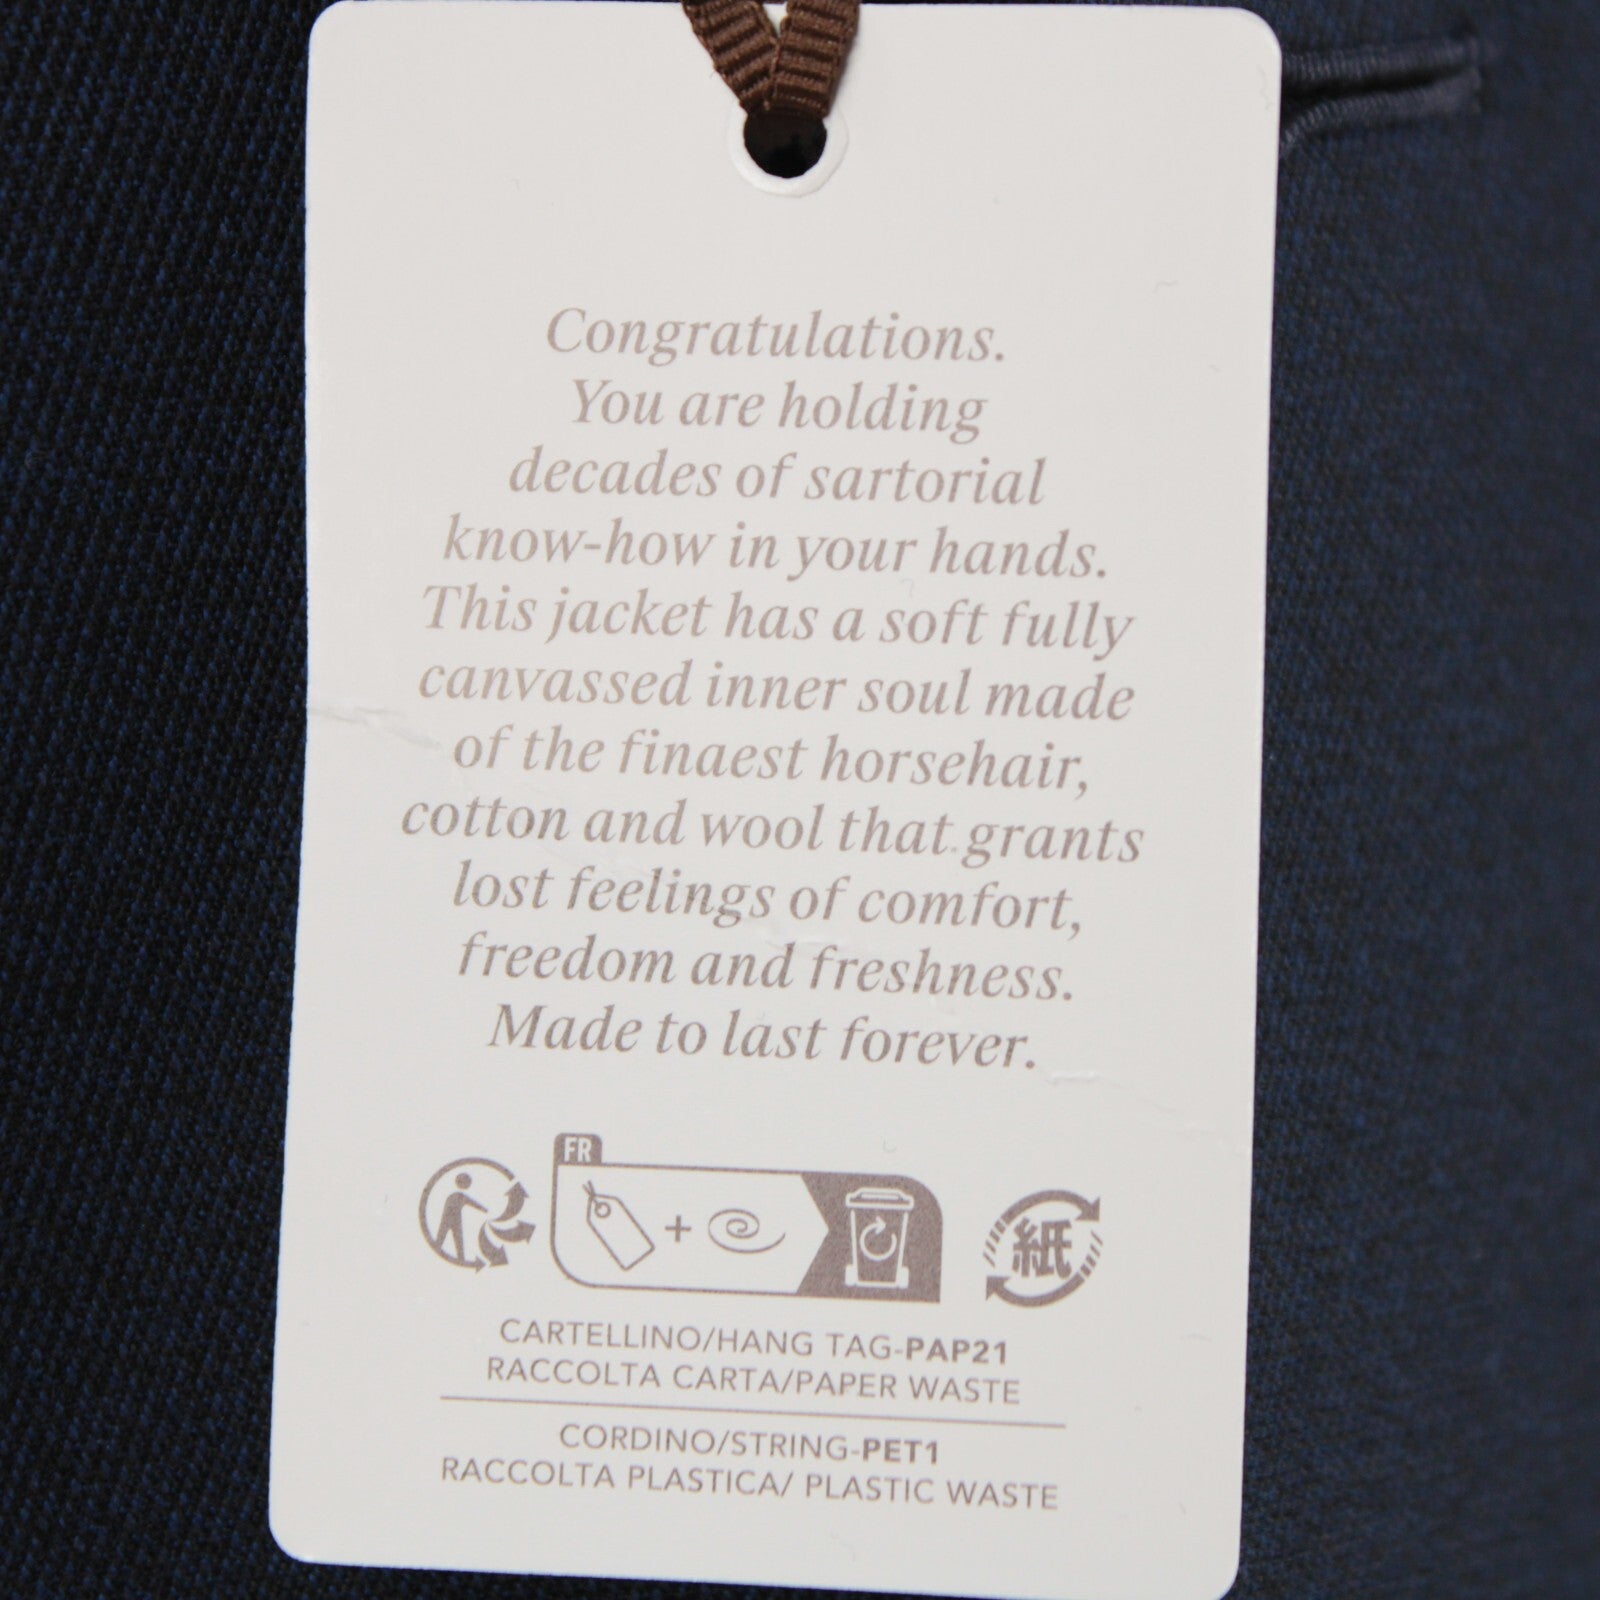 Congratulations.
You are holding
decades of sartorial
know-how in your hands.
This jacket has a soft fully
canvassed inner soul made
of the finaest horsehair,
cotton and wool that grants
lost feelings of comfort,
freedom and freshness.
Made to last forever.
FR
紙
CARTELLINO/HANG TAG-PAP21
RACCOLTA CARTA/PAPER WASTE
CORDINO/STRING-PET1
RACCOLTA PLASTICA/ PLASTIC WASTE